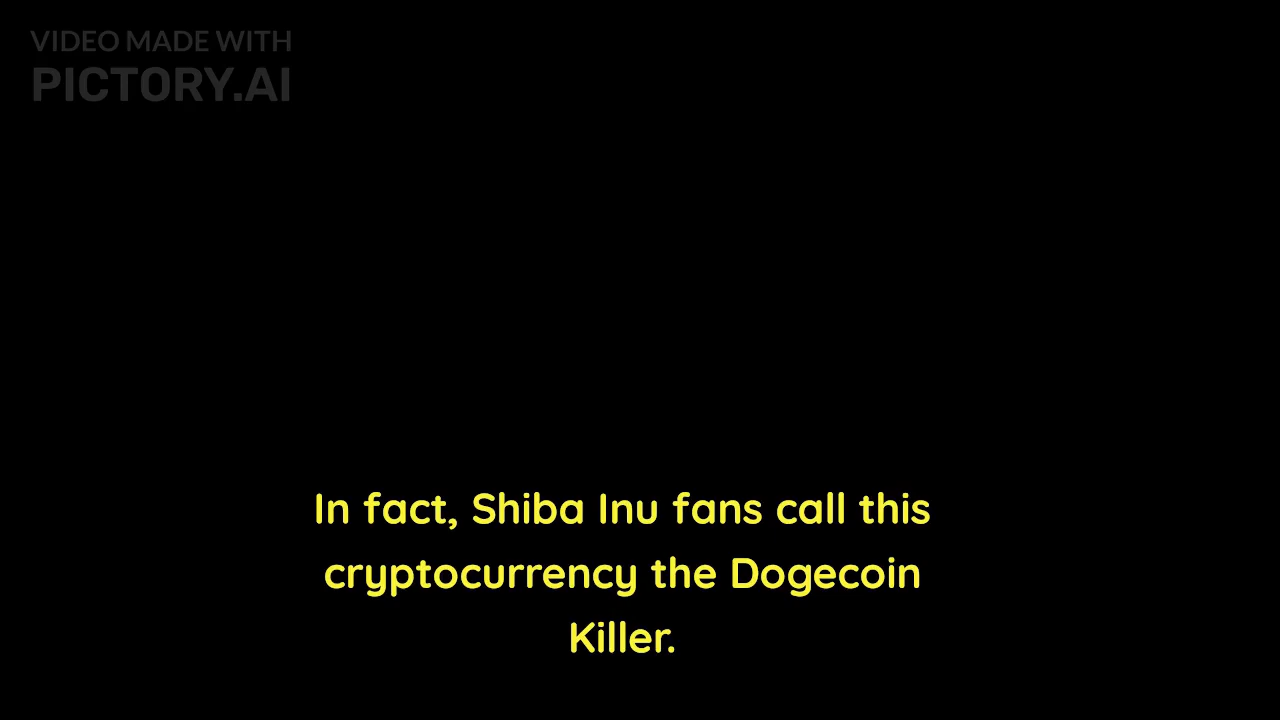 VIDEO MADE WITH
PICTORY.AI
In fact, Shiba Inu fans call this
cryptocurrency the Dogecoin
Killer.